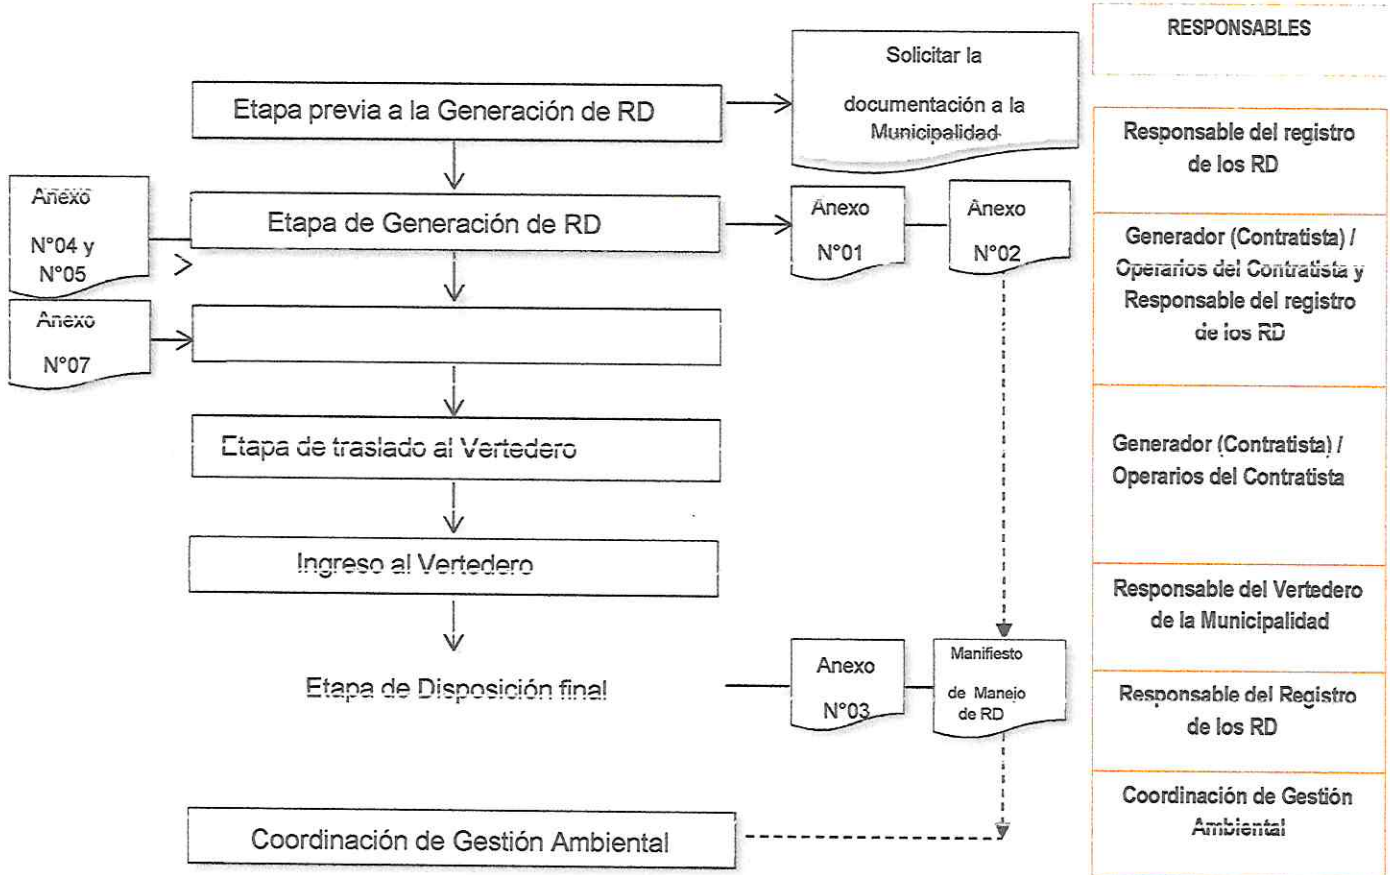 RESPONSABLES
Solicitar la
documentación a la
Municipalidad
Etapa previa a la Generación de RD
Responsable del registro
de los RD
Anexo
N°04 y
N°05
Etapa de Generación de RD
Anexo
N°01
Anexo
N°02
Generador (Contratista) /
Operarios del Contratista y
Responsable del registro
de los RD
Anexo
N°07
Etapa de traslado al Vertedero
Generador (Contratista) /
Operarios del Contratista
Ingreso al Vertedero
Responsable del Vertedero
de la Municipalidad
Etapa de Disposición final
Anexo
N°03
Manifiesto
de Manejo
de RD
Responsable del Registro
de los RD
Coordinación de Gestión Ambiental
Coordinación de Gestión
Ambiental